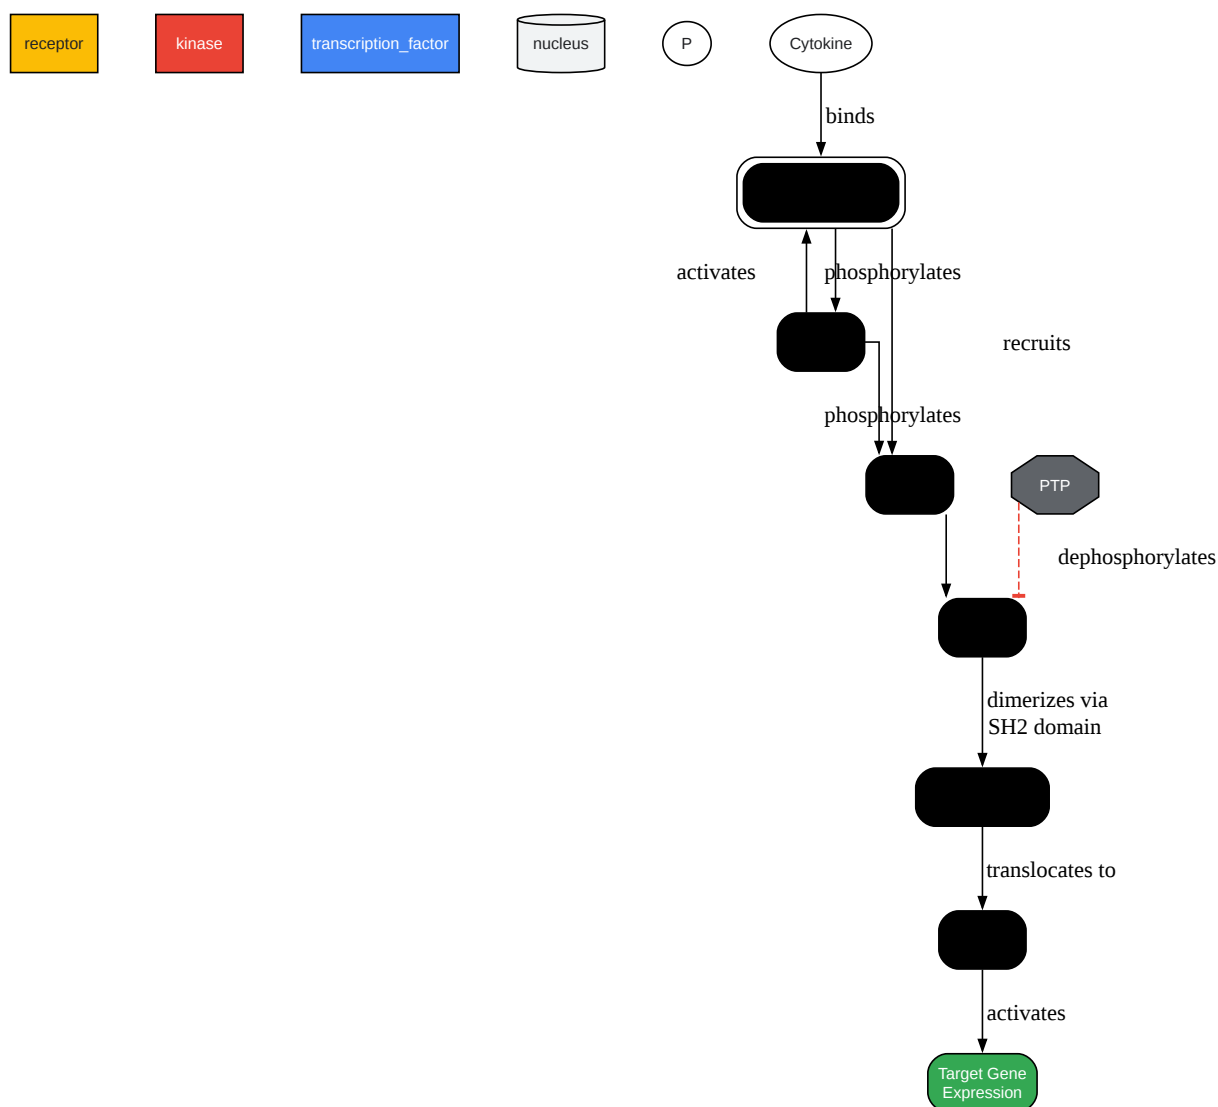 receptor
kinase
transcription_factor
nucleus
P
Cytokine
binds
activates
phosphorylates
recruits
phosphorylates
PTP
dephosphorylates
dimerizes via
SH2 domain
translocates to
activates
Target Gene
Expression